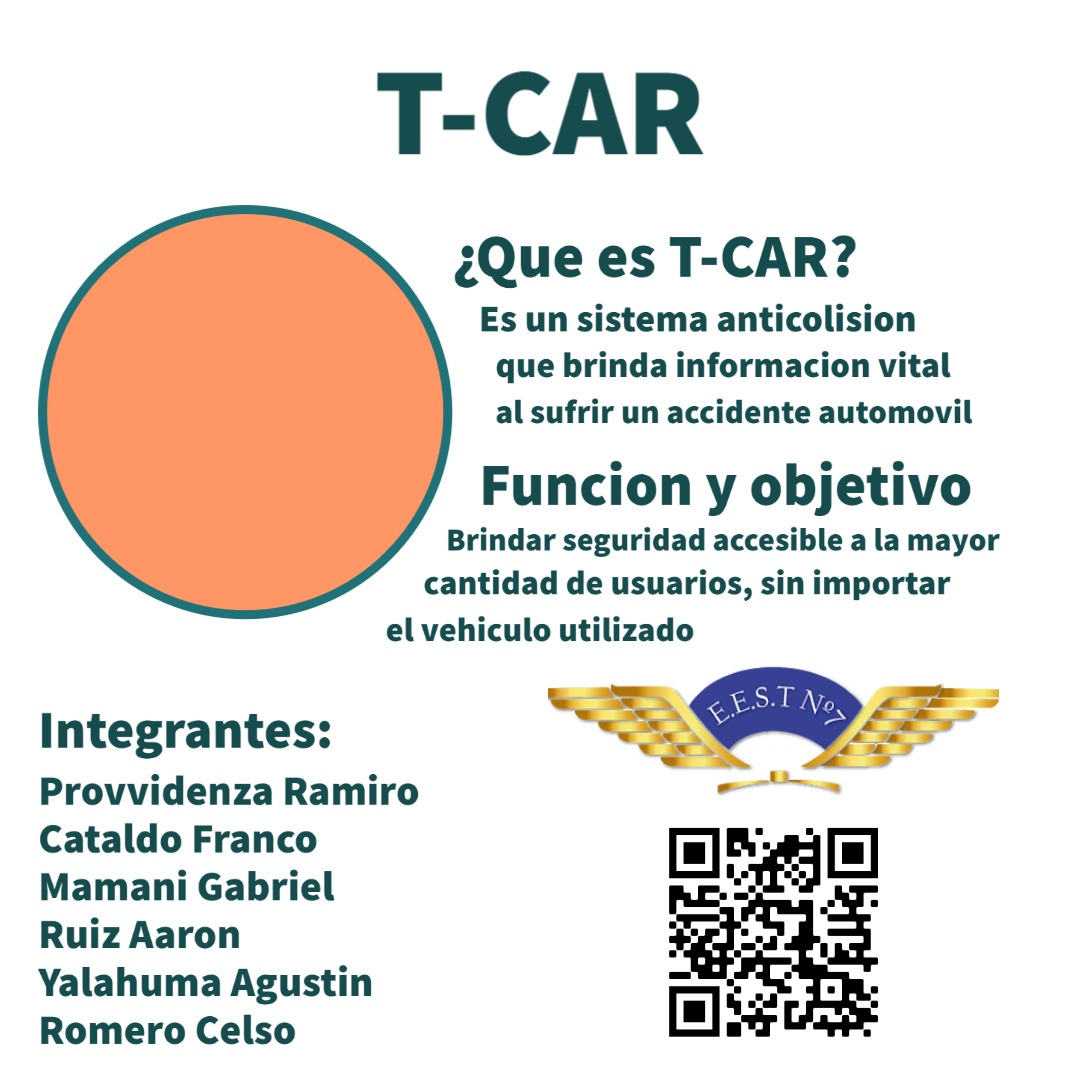 T-CAR
¿Que es T-CAR?
Es un sistema anticolision
que brinda informacion vital
al sufrir un accidente automovil
Funcion y objetivo
Brindar seguridad accesible a la mayor
cantidad de usuarios, sin importar
el vehiculo utilizado
E.E.S.T Nº7
Integrantes:
Provvidenza Ramiro
Cataldo Franco
Mamani Gabriel
Ruiz Aaron
Yalahuma Agustin
Romero Celso